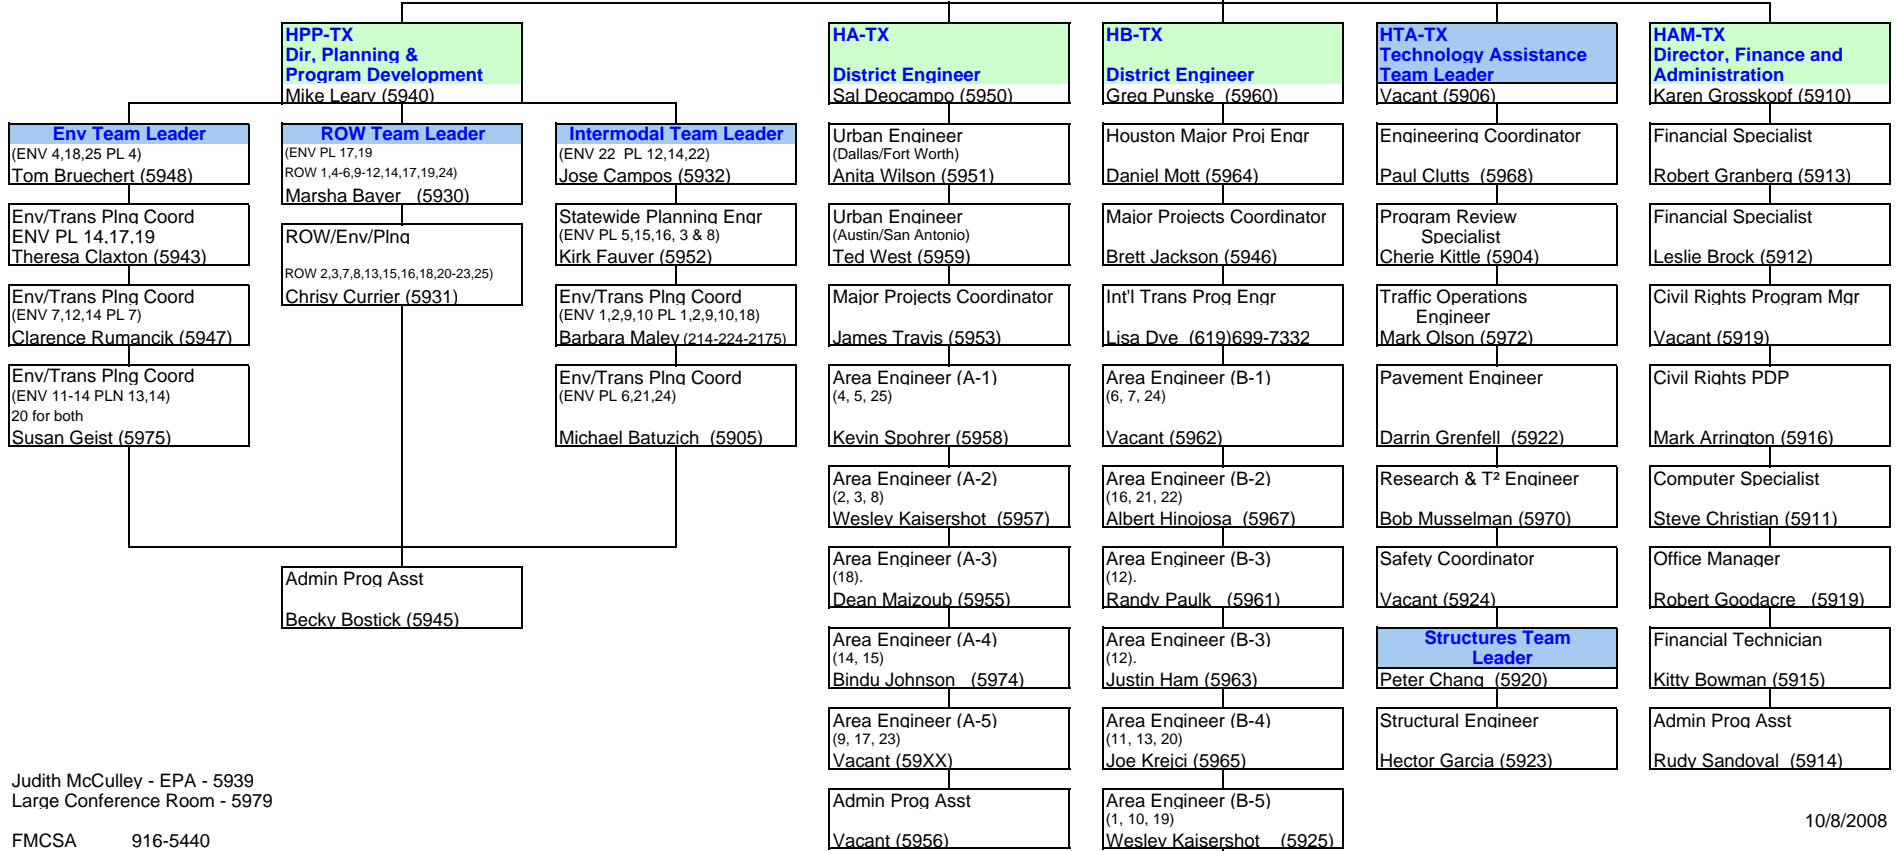 HPP-TX
Dir, Planning &
Program Development
Mike Leary (5940)
Env Team Leader
(ENV 4,18,25 PL 4)
Tom Bruechert (5948)
Env/Trans Plng Coord
ENV PL 14,17,19
Theresa Claxton (5943)
Env/Trans Plng Coord
(ENV 7,12,14 PL 7)
Clarence Rumancik (5947)
Env/Trans Plng Coord
(ENV 11-14 PLN 13,14)
20 for both
Susan Geist (5975)
ROW Team Leader
(ENV PL 17,19
ROW 1,4-6,9-12,14,17,19,24)
Marsha Bayer (5930)
ROW/Env/Plng
ROW 2,3,7,8,13,15,16,18,20-23,25)
Chrisy Currier (5931)
Intermodal Team Leader
(ENV 22 PL 12,14,22)
Jose Campos (5932)
Statewide Planning Engr
(ENV PL 5,15,16, 3 & 8)
Kirk Fauver (5952)
Env/Trans Plng Coord
(ENV 1,2,9,10 PL 1,2,9,10,18)
Barbara Maley (214-224-2175)
Env/Trans Plng Coord
(ENV PL 6,21,24)
Michael Batuzich (5905)
Admin Prog Asst
Becky Bostick (5945)
HA-TX
District Engineer
Sal Deocampo (5950)
Urban Engineer
(Dallas/Fort Worth)
Anita Wilson (5951)
Urban Engineer
(Austin/San Antonio)
Ted West (5959)
Major Projects Coordinator
James Travis (5953)
Area Engineer (A-1)
(4, 5, 25)
Kevin Spohrer (5958)
Area Engineer (A-2)
(2, 3, 8)
Wesley Kaisershot (5957)
Area Engineer (A-3)
(18).
Dean Majzoub (5955)
Area Engineer (A-4)
(14, 15)
Bindu Johnson (5974)
Area Engineer (A-5)
(9, 17, 23)
Vacant (59XX)
Admin Prog Asst
Vacant (5956)
HB-TX
District Engineer
Greg Punske (5960)
Houston Major Proj Engr
Daniel Mott (5964)
Major Projects Coordinator
Brett Jackson (5946)
Int'l Trans Prog Engr
Lisa Dye (619)699-7332
Area Engineer (B-1)
(6, 7, 24)
Vacant (5962)
Area Engineer (B-2)
(16, 21, 22)
Albert Hinojosa (5967)
Area Engineer (B-3)
(12).
Randy Paulk (5961)
Area Engineer (B-3)
(12).
Justin Ham (5963)
Area Engineer (B-4)
(11, 13, 20)
Joe Krejci (5965)
Area Engineer (B-5)
(1, 10, 19)
Wesley Kaisershot (5925)
HTA-TX
Technology Assistance
Team Leader
Vacant (5906)
Engineering Coordinator
Paul Clutts (5968)
Program Review
Specialist
Cherie Kittle (5904)
Traffic Operations
Engineer
Mark Olson (5972)
Pavement Engineer
Darrin Grenfell (5922)
Research & T² Engineer
Bob Musselman (5970)
Safety Coordinator
Vacant (5924)
Structures Team
Leader
Peter Chang (5920)
Structural Engineer
Hector Garcia (5923)
HAM-TX
Director, Finance and
Administration
Karen Grosskopf (5910)
Financial Specialist
Robert Granberg (5913)
Financial Specialist
Leslie Brock (5912)
Civil Rights Program Mgr
Vacant (5919)
Civil Rights PDP
Mark Arrington (5916)
Computer Specialist
Steve Christian (5911)
Office Manager
Robert Goodacre (5919)
Financial Technician
Kitty Bowman (5915)
Admin Prog Asst
Rudy Sandoval (5914)
Judith McCulley - EPA - 5939
Large Conference Room - 5979
FMCSA 916-5440
10/8/2008